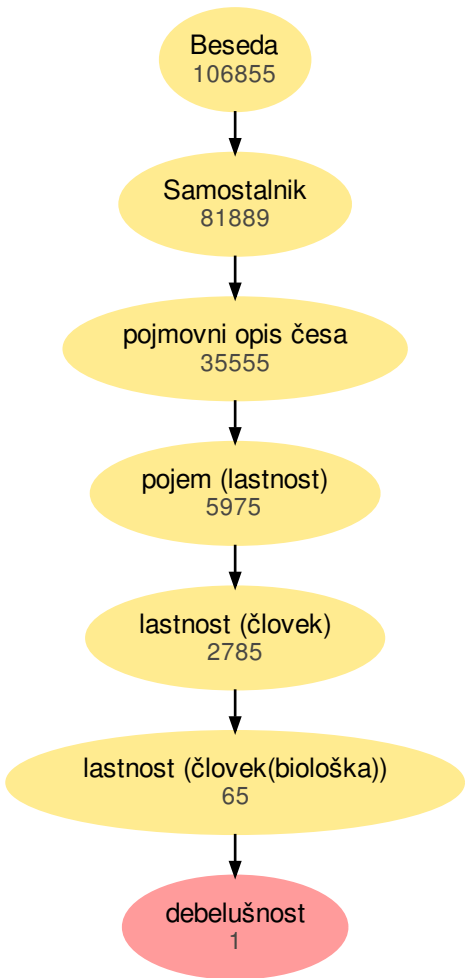 Beseda
106855
Samostalnik
81889
pojmovni opis česa
35555
pojem (lastnost)
5975
lastnost (človek)
2785
lastnost (človek(biološka))
65
debelušnost
1